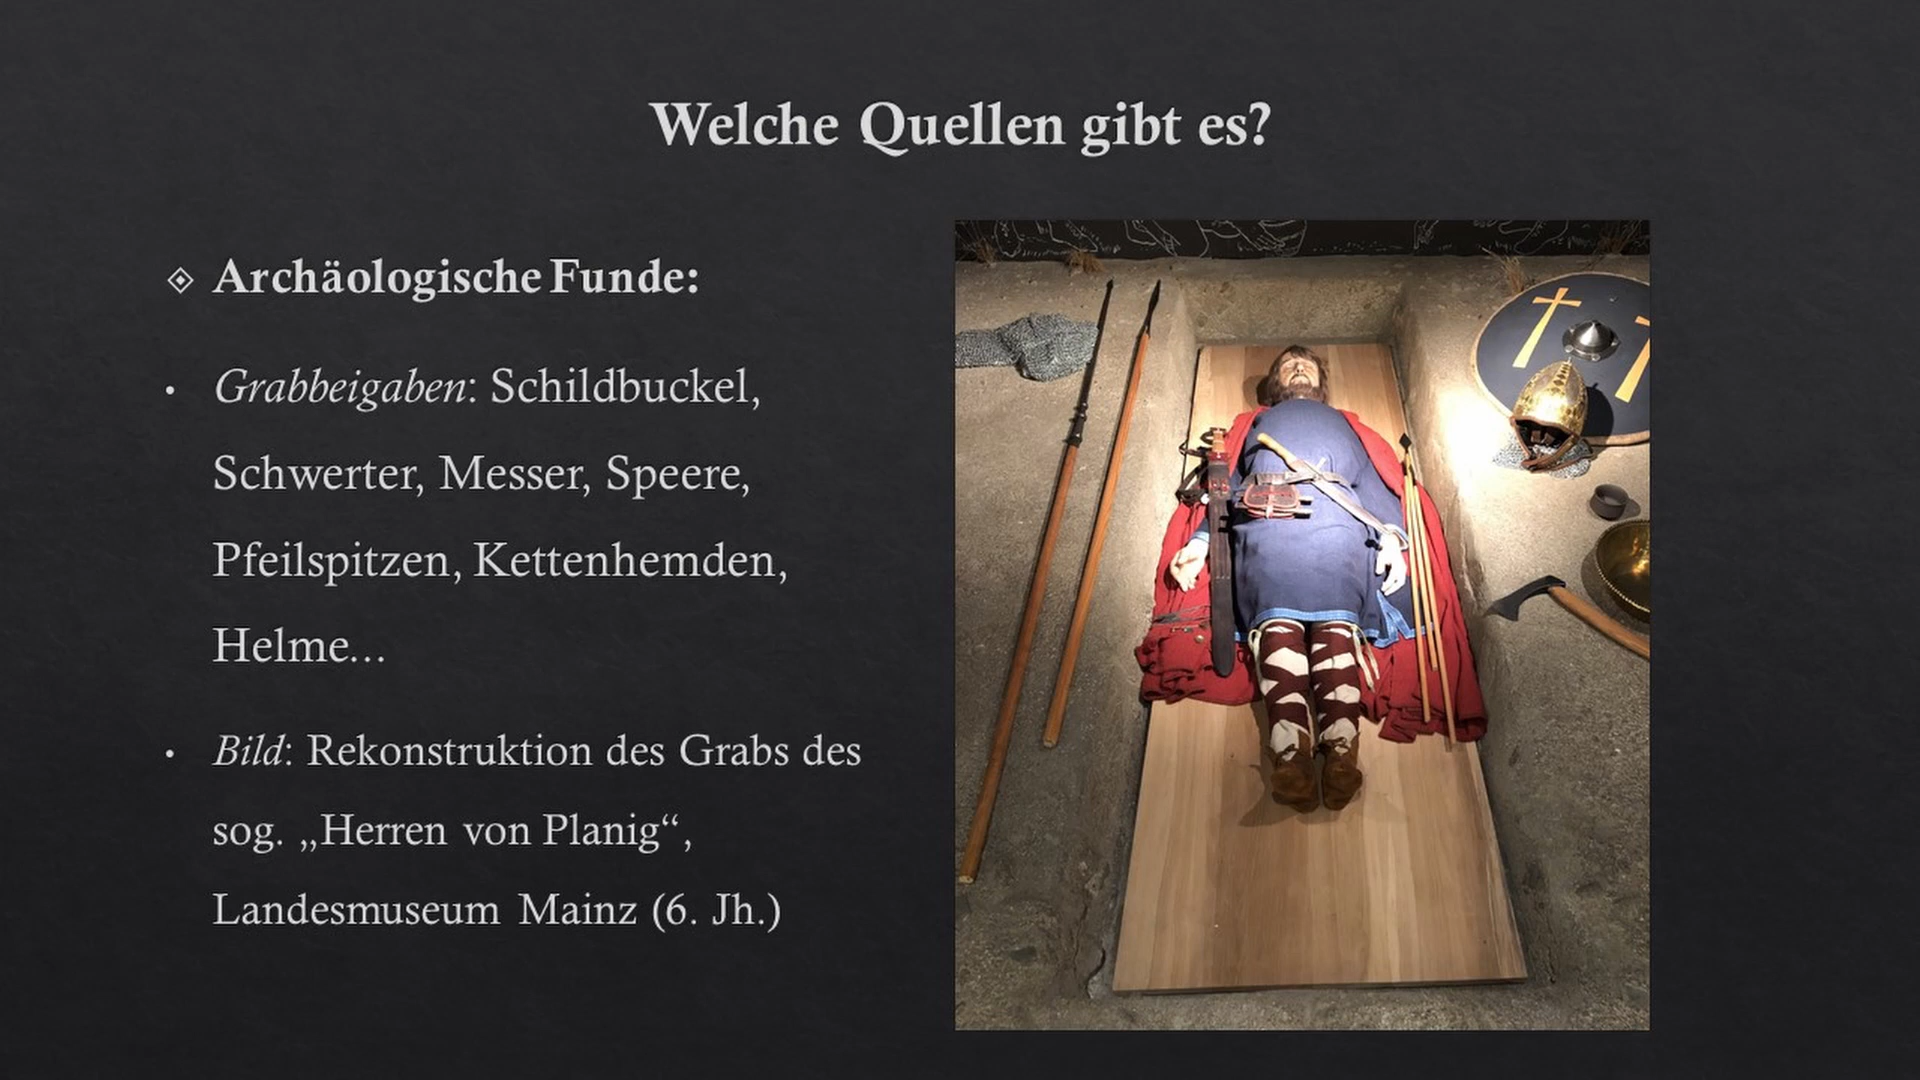 Welche Quellen gibt es?
Archäologische Funde:
Grabbeigaben: Schildbuckel,
Schwerter, Messer, Speere,
Pfeilspitzen, Kettenhemden,
Helme…
Bild: Rekonstruktion des Grabs des
sog. „Herren von Planig“,
Landesmuseum Mainz (6. Jh.)